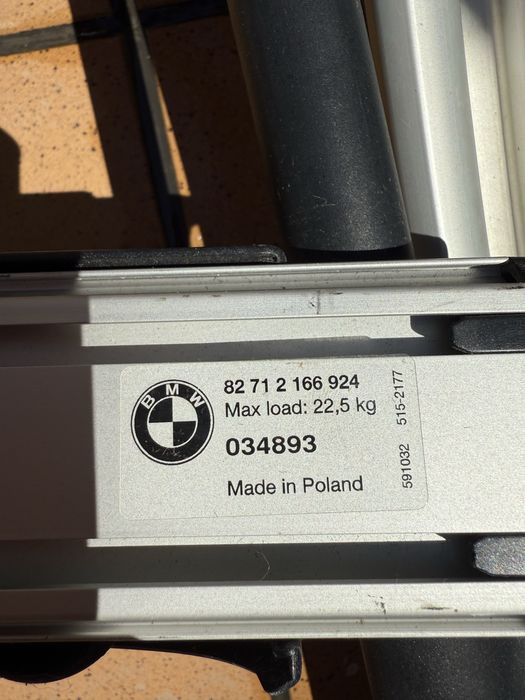 BMW
82 71 2 166 924
Max load: 22,5 kg
034893
Made in Poland
591032 515-2177